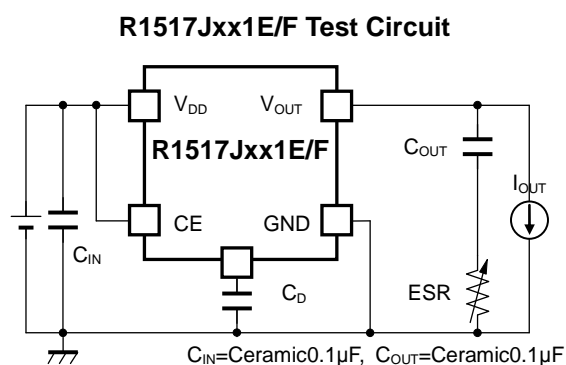 R1517Jxx1E/F Test Circuit
VDD
VOUT
R1517Jxx1E/F
COUT
IOUT
CE
GND
CIN
CD
ESR
CIN=Ceramic0.1µF, COUT=Ceramic0.1µF